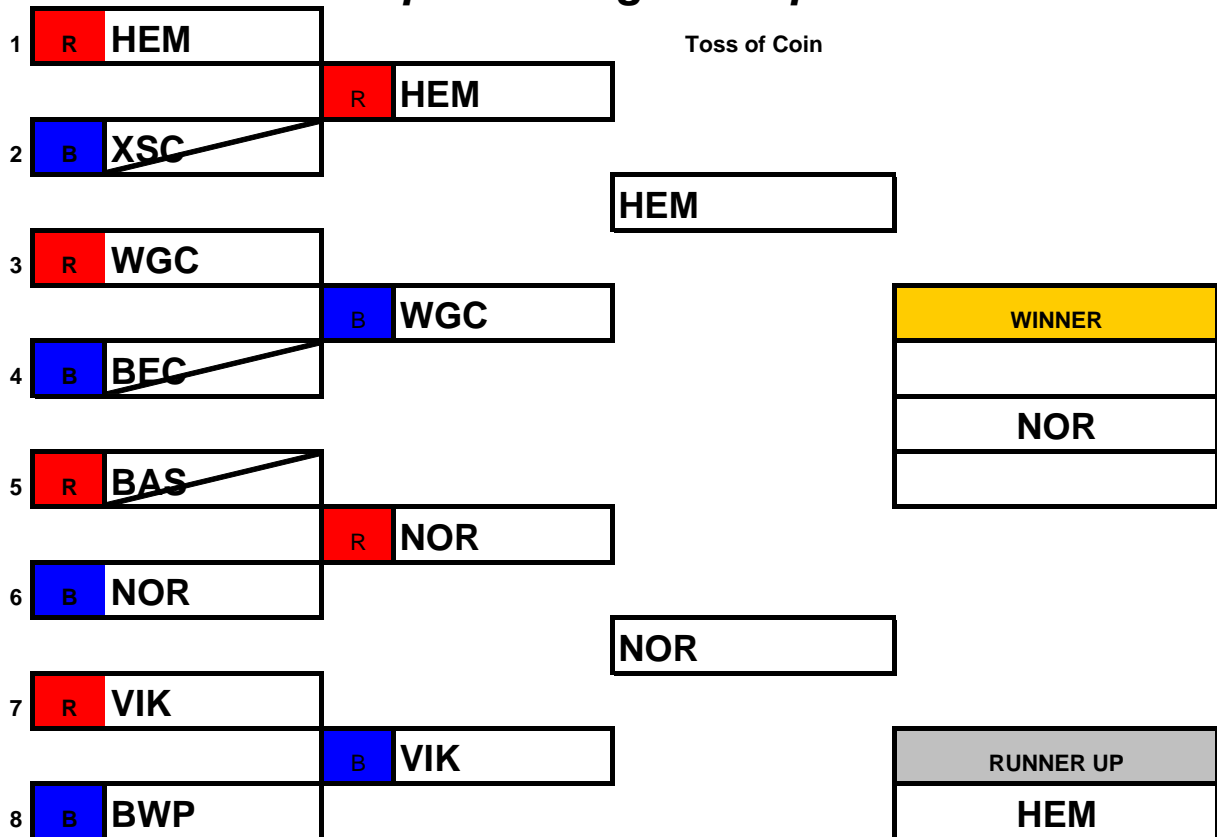 1 R HEM
Toss of Coin
R HEM
2 B XSC
HEM
3 R WGC
B WGC
WINNER
4 B BEC
NOR
5 R BAS
R NOR
6 B NOR
NOR
7 R VIK
B VIK
RUNNER UP
8 B BWP
HEM